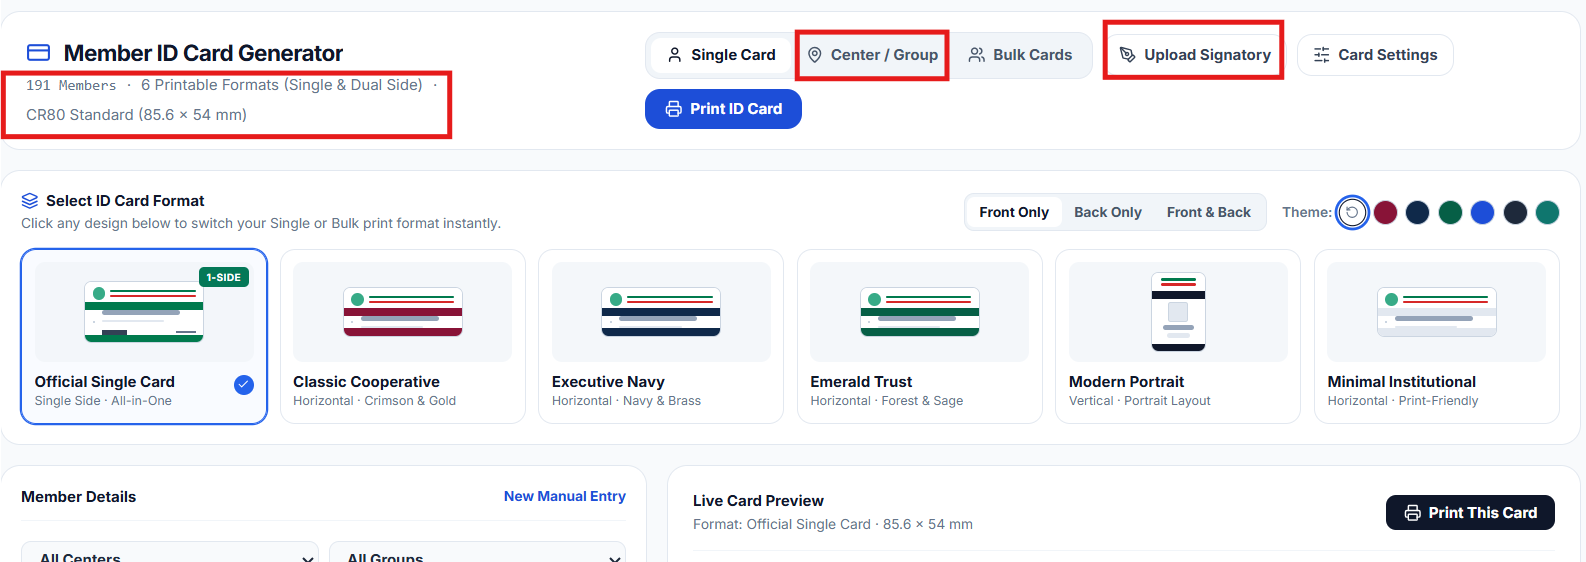 Member ID Card Generator
191 Members · 6 Printable Formats (Single & Dual Side) ·
CR80 Standard (85.6 × 54 mm)
Single Card
Center / Group
Bulk Cards
Upload Signatory
Card Settings
Print ID Card
Select ID Card Format
Click any design below to switch your Single or Bulk print format instantly.
Front Only
Back Only
Front & Back
Theme:
1-SIDE
Official Single Card
Single Side · All-in-One
Classic Cooperative
Horizontal · Crimson & Gold
Executive Navy
Horizontal · Navy & Brass
Emerald Trust
Horizontal · Forest & Sage
Modern Portrait
Vertical · Portrait Layout
Minimal Institutional
Horizontal · Print-Friendly
Member Details
New Manual Entry
All Centers
All Groups
Live Card Preview
Format: Official Single Card · 85.6 × 54 mm
Print This Card